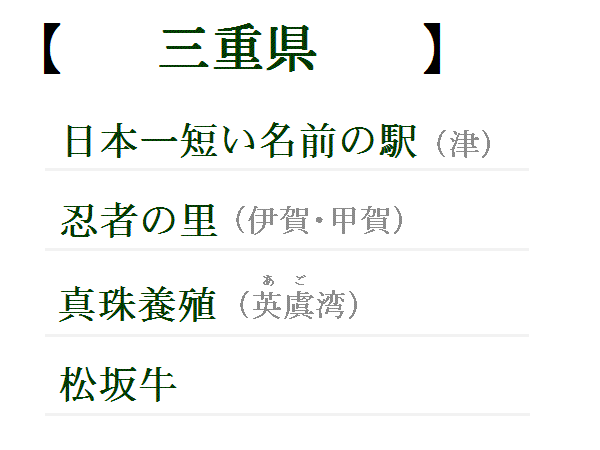 【 三重県 】
日本一短い名前の駅（津）
忍者の里（伊賀・甲賀）
あご
真珠養殖（英虞湾）
松坂牛